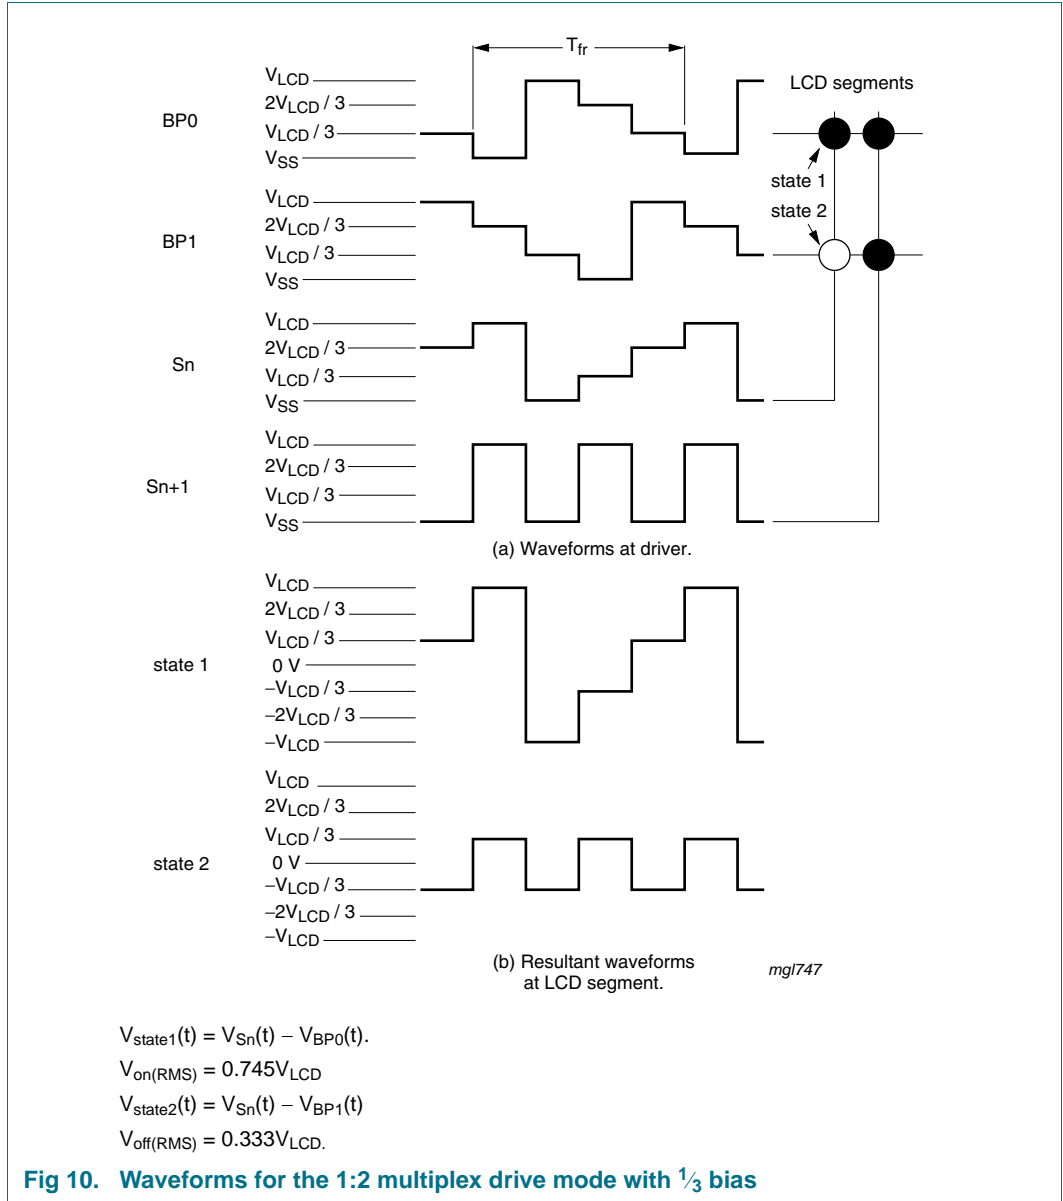 T_fr
V_LCD
2V_LCD / 3
BP0
V_LCD / 3
V_SS
LCD segments
state 1
state 2
V_LCD
2V_LCD / 3
BP1
V_LCD / 3
V_SS
V_LCD
2V_LCD / 3
Sn
V_LCD / 3
V_SS
V_LCD
2V_LCD / 3
Sn+1
V_LCD / 3
V_SS
(a) Waveforms at driver.
V_LCD
2V_LCD / 3
V_LCD / 3
state 1
0 V
−V_LCD / 3
−2V_LCD / 3
−V_LCD
V_LCD
2V_LCD / 3
V_LCD / 3
state 2
0 V
−V_LCD / 3
−2V_LCD / 3
−V_LCD
(b) Resultant waveforms
at LCD segment.
mgl747
V_state1(t) = V_Sn(t) − V_BP0(t).
V_on(RMS) = 0.745V_LCD
V_state2(t) = V_Sn(t) − V_BP1(t)
V_off(RMS) = 0.333V_LCD.
Fig 10. Waveforms for the 1:2 multiplex drive mode with 1⁄3 bias